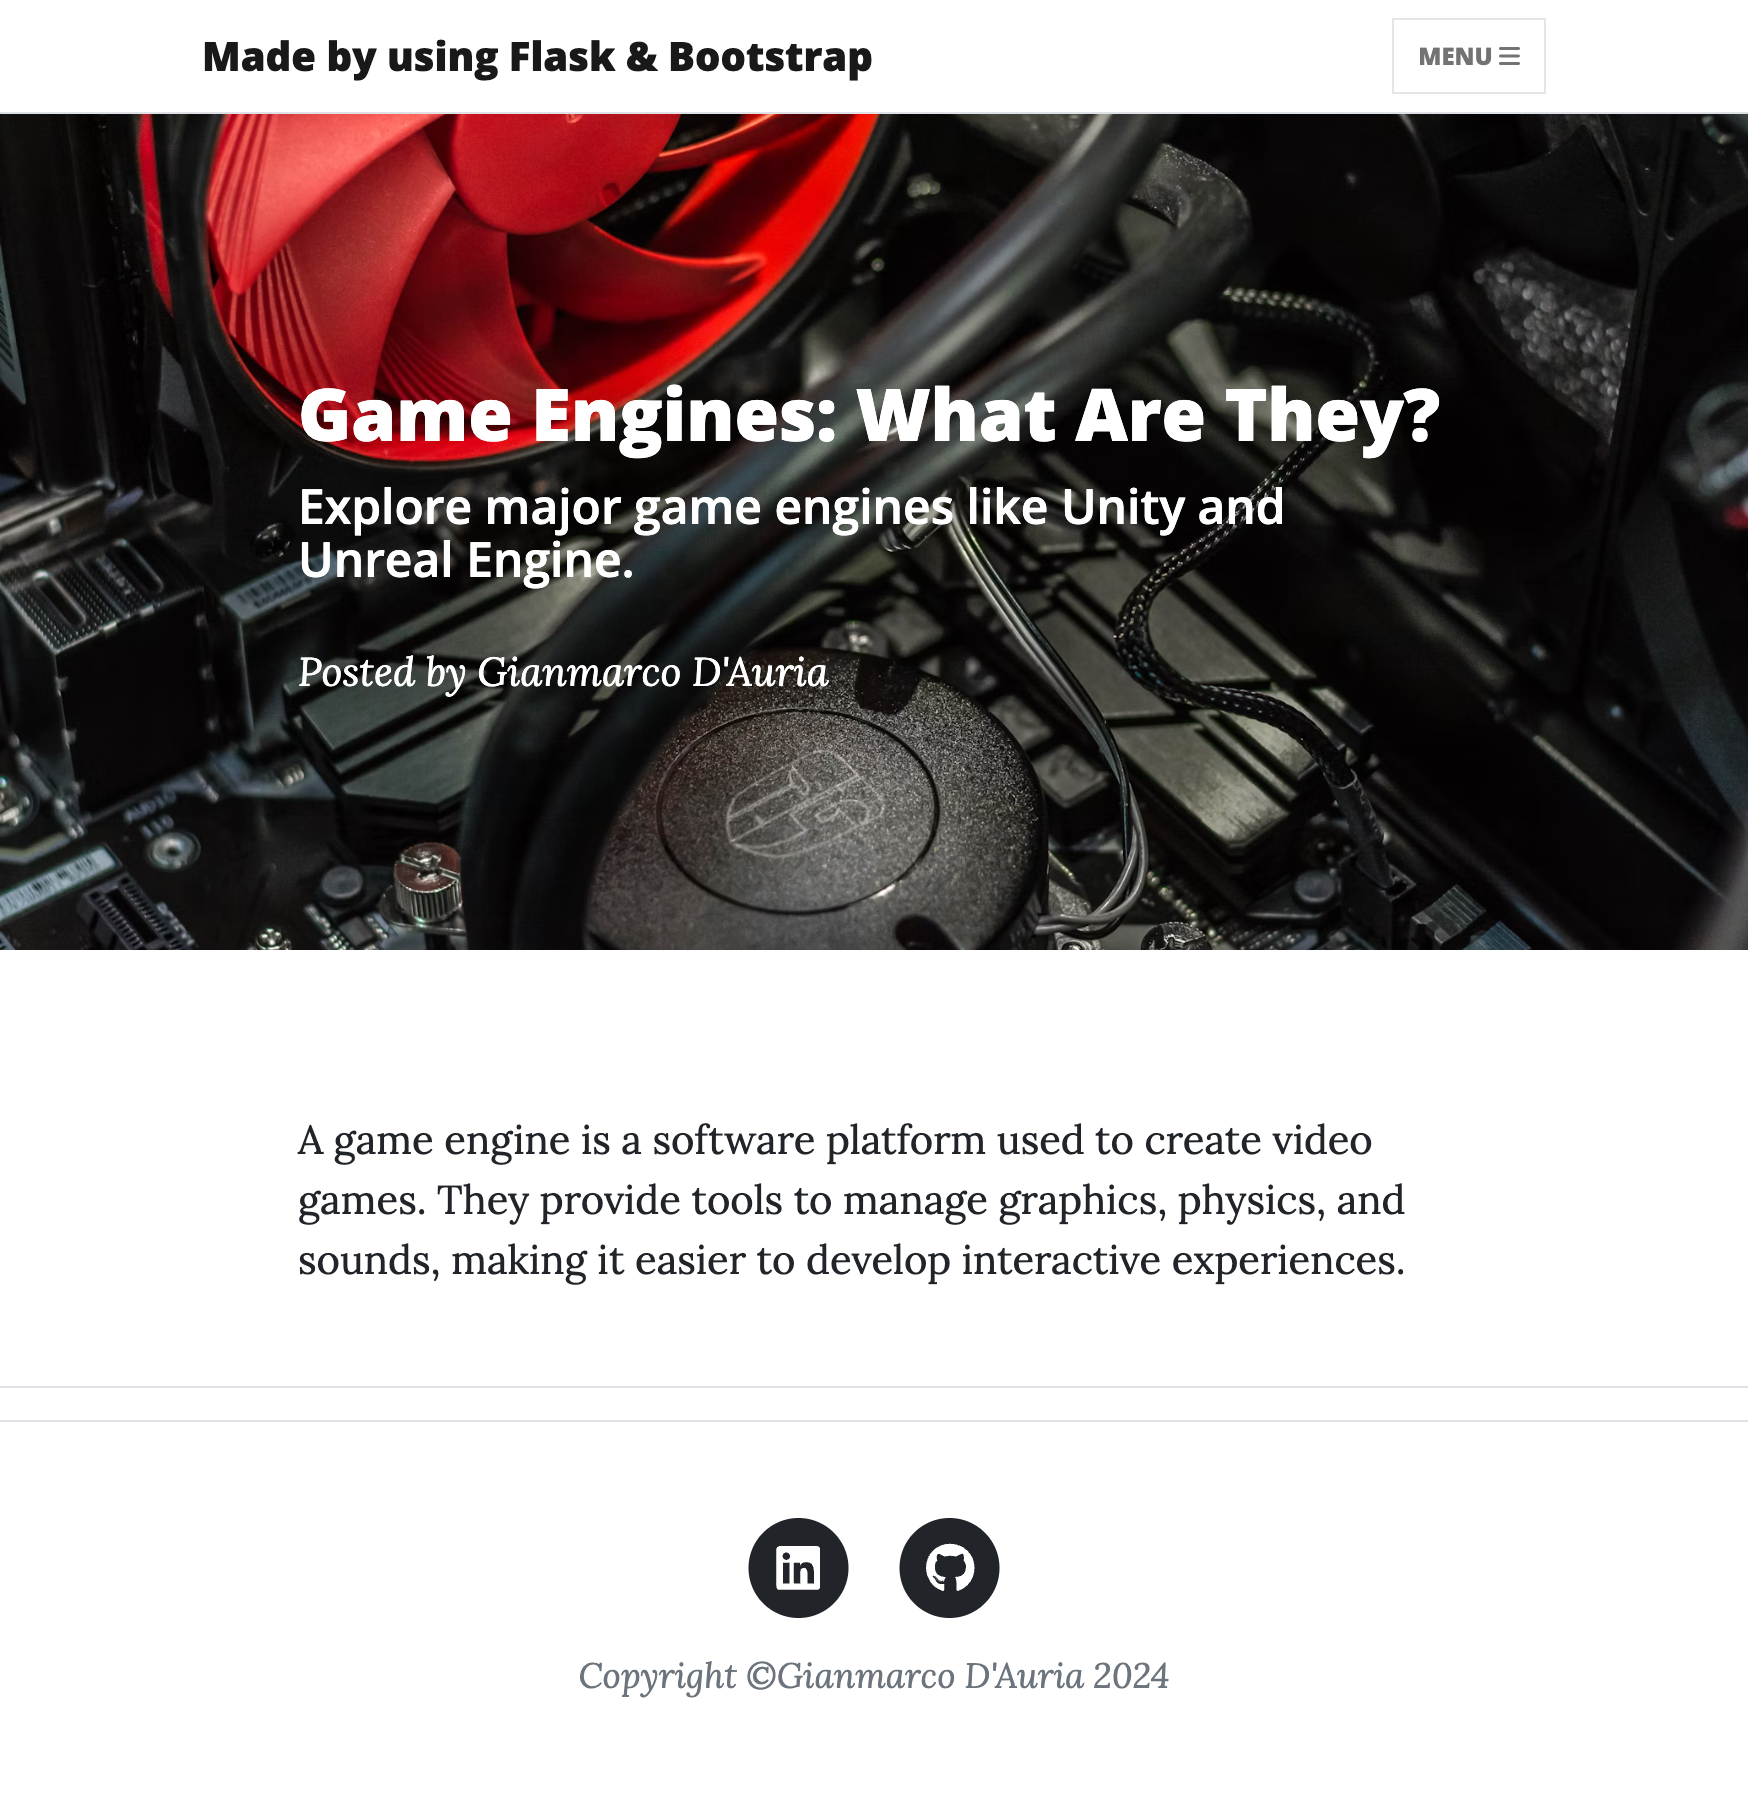 Made by using Flask & Bootstrap
MENU
Game Engines: What Are They?
Explore major game engines like Unity and
Unreal Engine.
Posted by Gianmarco D'Auria
A game engine is a software platform used to create video
games. They provide tools to manage graphics, physics, and
sounds, making it easier to develop interactive experiences.
in
Copyright ©Gianmarco D'Auria 2024